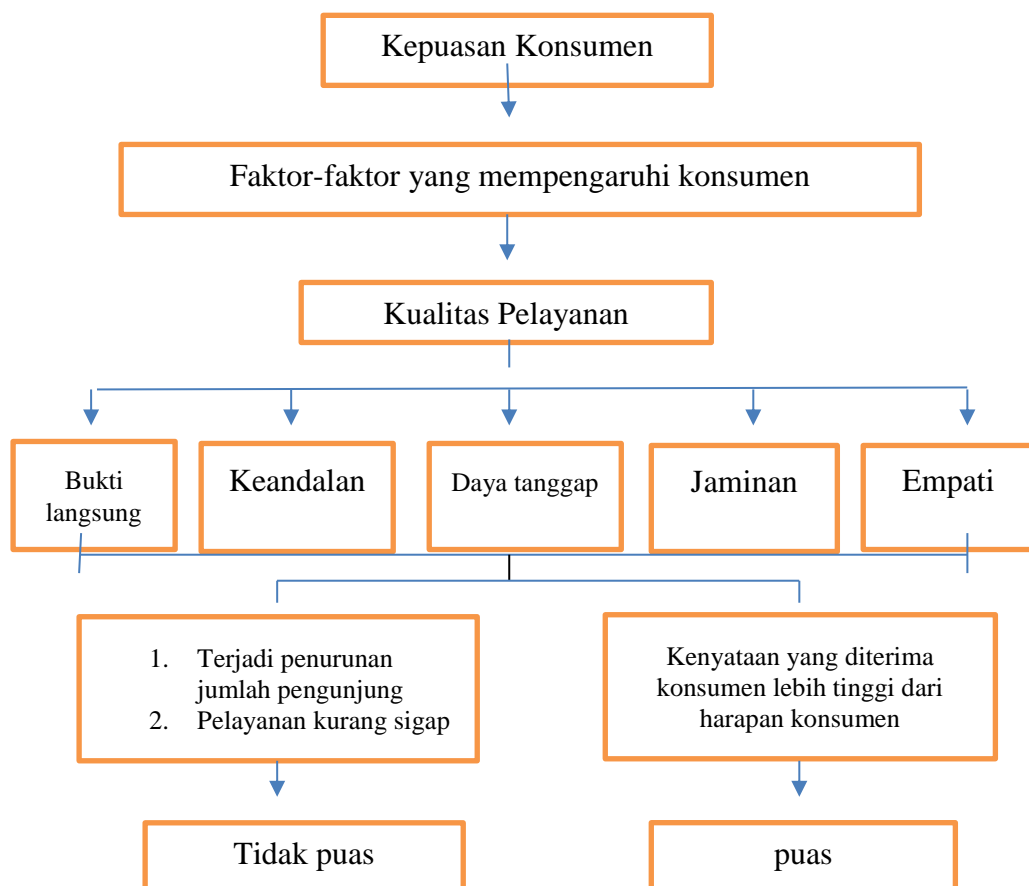 Kepuasan Konsumen
Faktor-faktor yang mempengaruhi konsumen
Kualitas Pelayanan
Bukti
langsung
Keandalan
Daya tanggap
Jaminan
Empati
1. Terjadi penurunan
jumlah pengunjung
2. Pelayanan kurang sigap
Kenyataan yang diterima
konsumen lebih tinggi dari
harapan konsumen
Tidak puas
puas